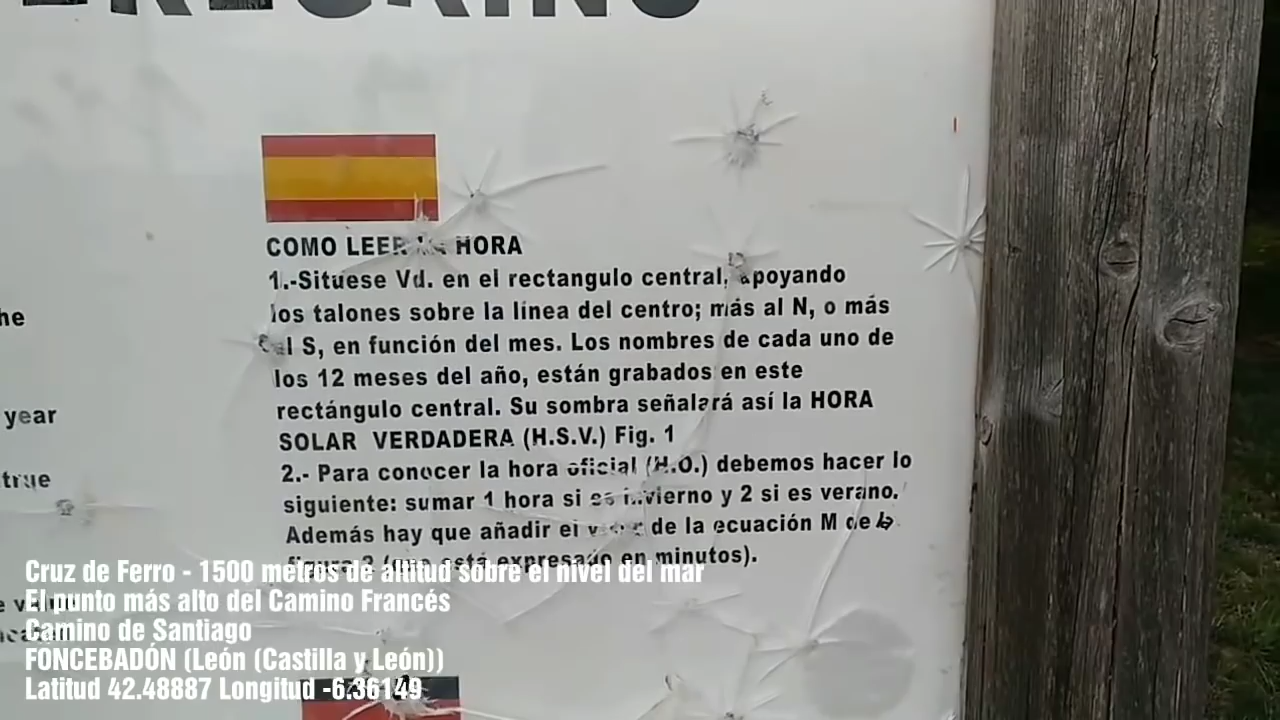 COMO LEER LA HORA
1.-Situese Vd. en el rectangulo central, apoyando
los talones sobre la línea del centro; más al N, o más
al S, en función del mes. Los nombres de cada uno de
los 12 meses del año, están grabados en este
rectángulo central. Su sombra señalará así la HORA
SOLAR VERDADERA (H.S.V.) Fig. 1
2.- Para conocer la hora oficial (H.O.) debemos hacer lo
siguiente: sumar 1 hora si es invierno y 2 si es verano.
Además hay que añadir el valor de la ecuación M de la
figura 2 (que está expresado en minutos).
he
year
true
Cruz de Ferro - 1500 metros de altitud sobre el nivel del mar
El punto más alto del Camino Francés
Camino de Santiago
FONCEBADÓN (León (Castilla y León))
Latitud 42.48887 Longitud -6.36149